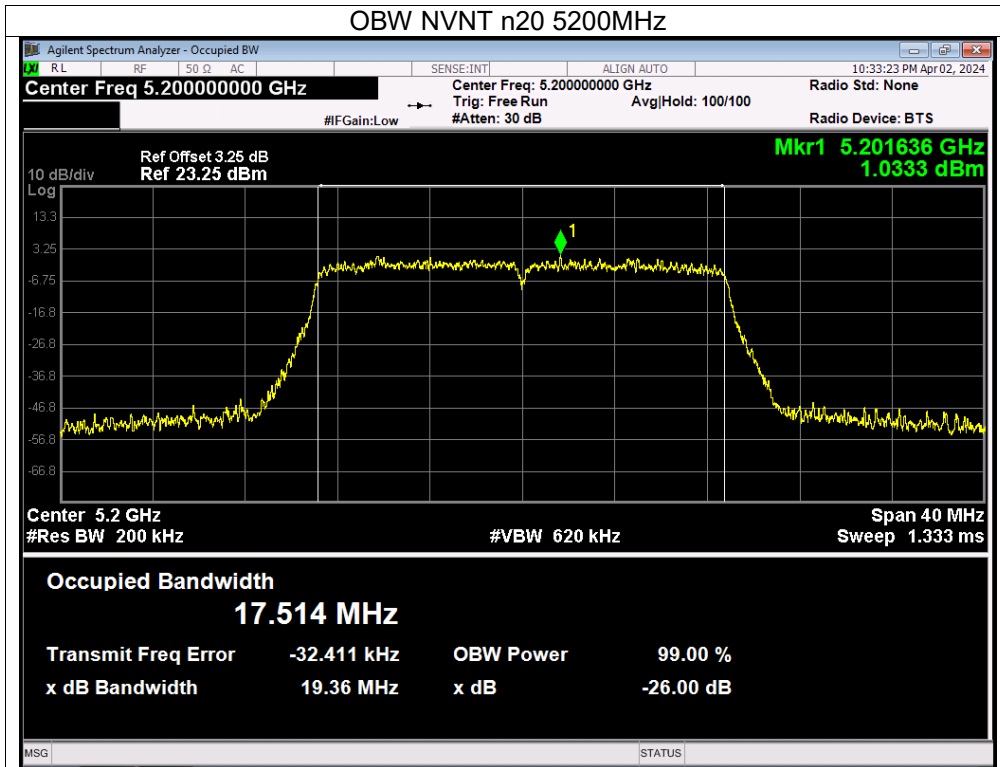 OBW NVNT n20 5200MHz
Agilent Spectrum Analyzer - Occupied BW
LXI RL RF 50 Ω AC SENSE:INT ALIGN AUTO 10:33:23 PM Apr 02, 2024
Center Freq 5.200000000 GHz Center Freq: 5.200000000 GHz Radio Std: None
Trig: Free Run Avg|Hold: 100/100
#IFGain:Low #Atten: 30 dB Radio Device: BTS
Mkr1 5.201636 GHz
1.0333 dBm
Ref Offset 3.25 dB
10 dB/div Ref 23.25 dBm
Log
13.3
1
3.25
-6.75
-16.8
-26.8
-36.8
-46.8
-56.8
-66.8
Center 5.2 GHz Span 40 MHz
#Res BW 200 kHz #VBW 620 kHz Sweep 1.333 ms
Occupied Bandwidth
17.514 MHz
Transmit Freq Error -32.411 kHz OBW Power 99.00 %
x dB Bandwidth 19.36 MHz x dB -26.00 dB
MSG STATUS